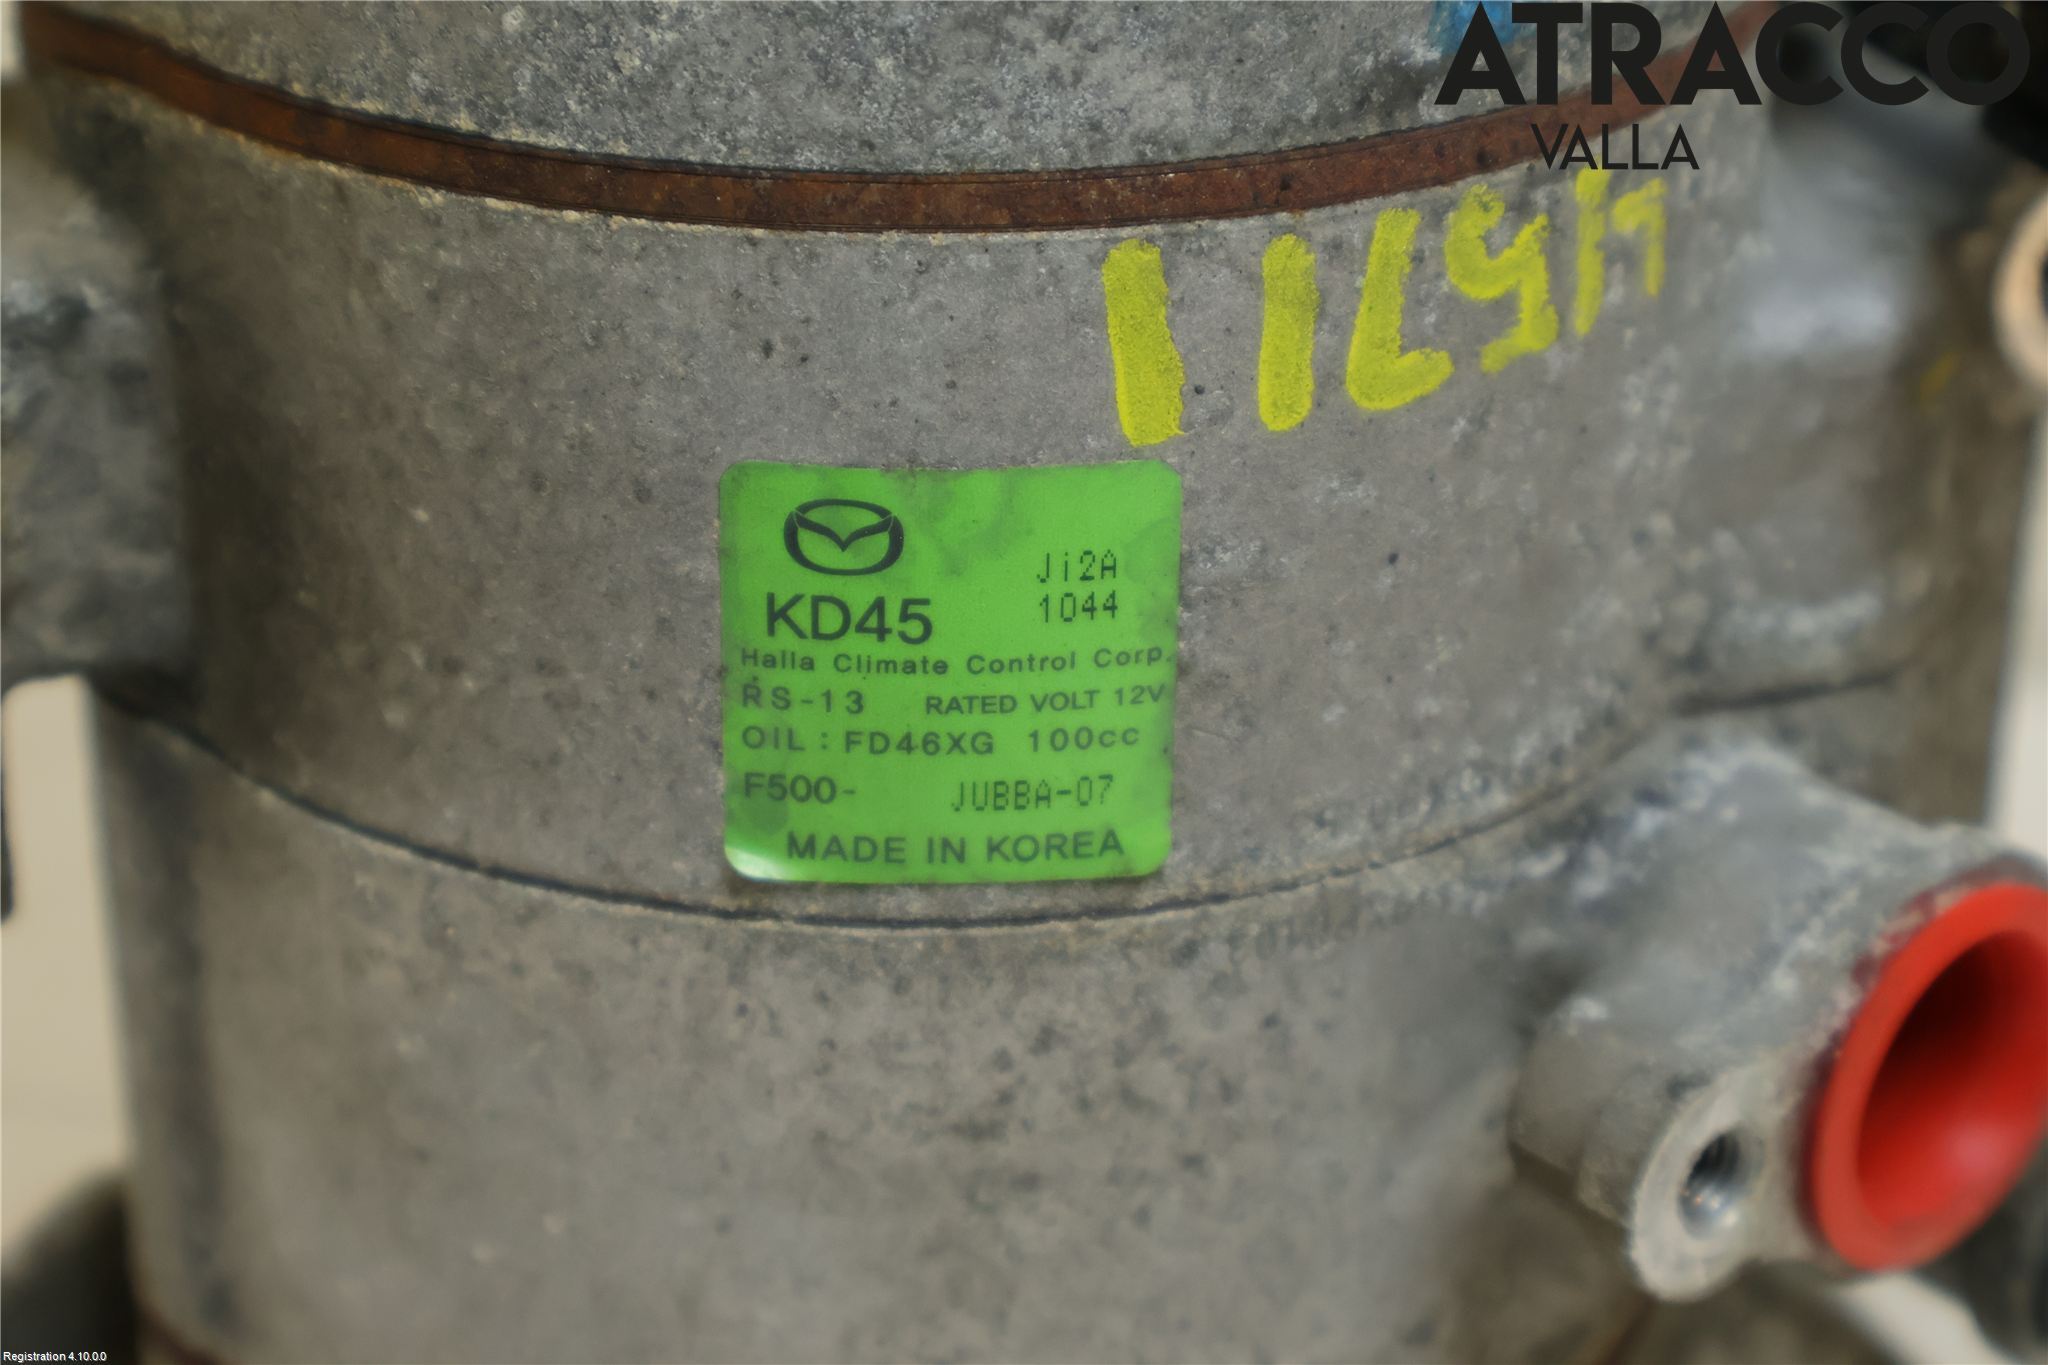 ATRACCO
VALLA
Ji2A
KD45
1044
Halla Climate Control Corp.
RS-13 RATED VOLT 12V
OIL : FD46XG 100cc
F500- JUBBA-07
MADE IN KOREA
Registration 4.10.0.0